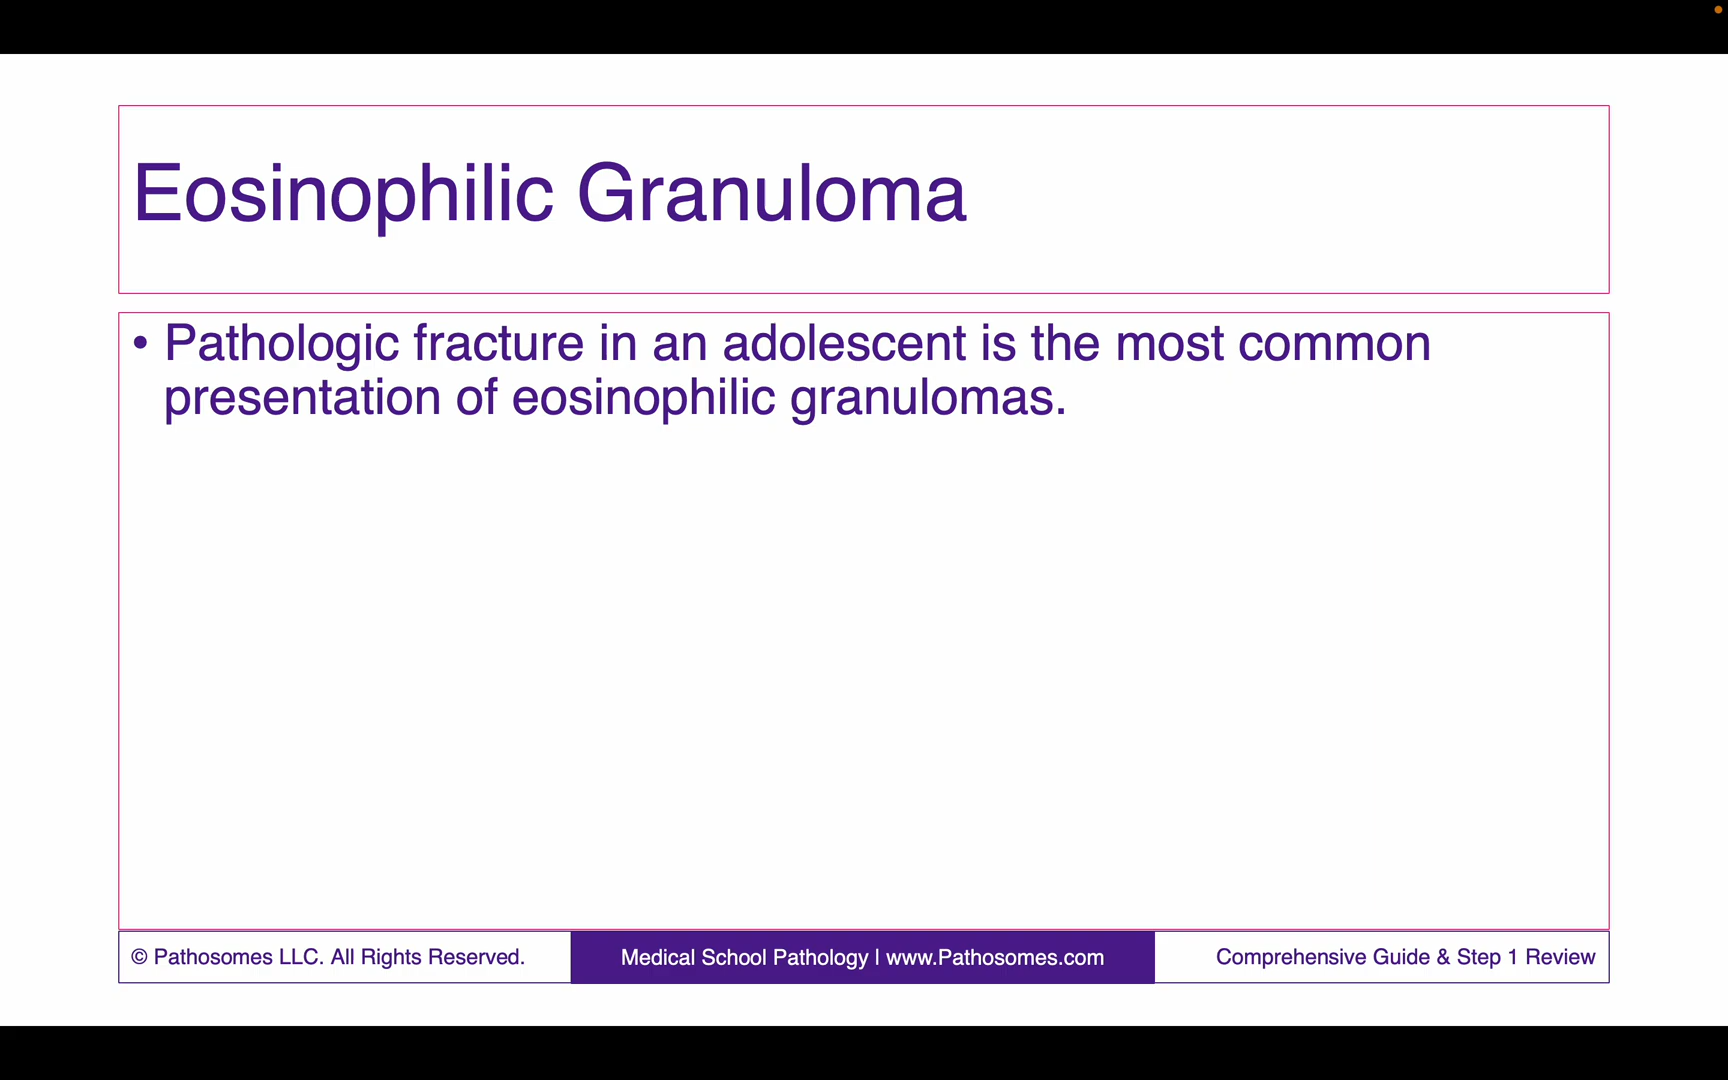 Eosinophilic Granuloma
• Pathologic fracture in an adolescent is the most common
presentation of eosinophilic granulomas.
© Pathosomes LLC. All Rights Reserved.
Medical School Pathology | www.Pathosomes.com
Comprehensive Guide & Step 1 Review